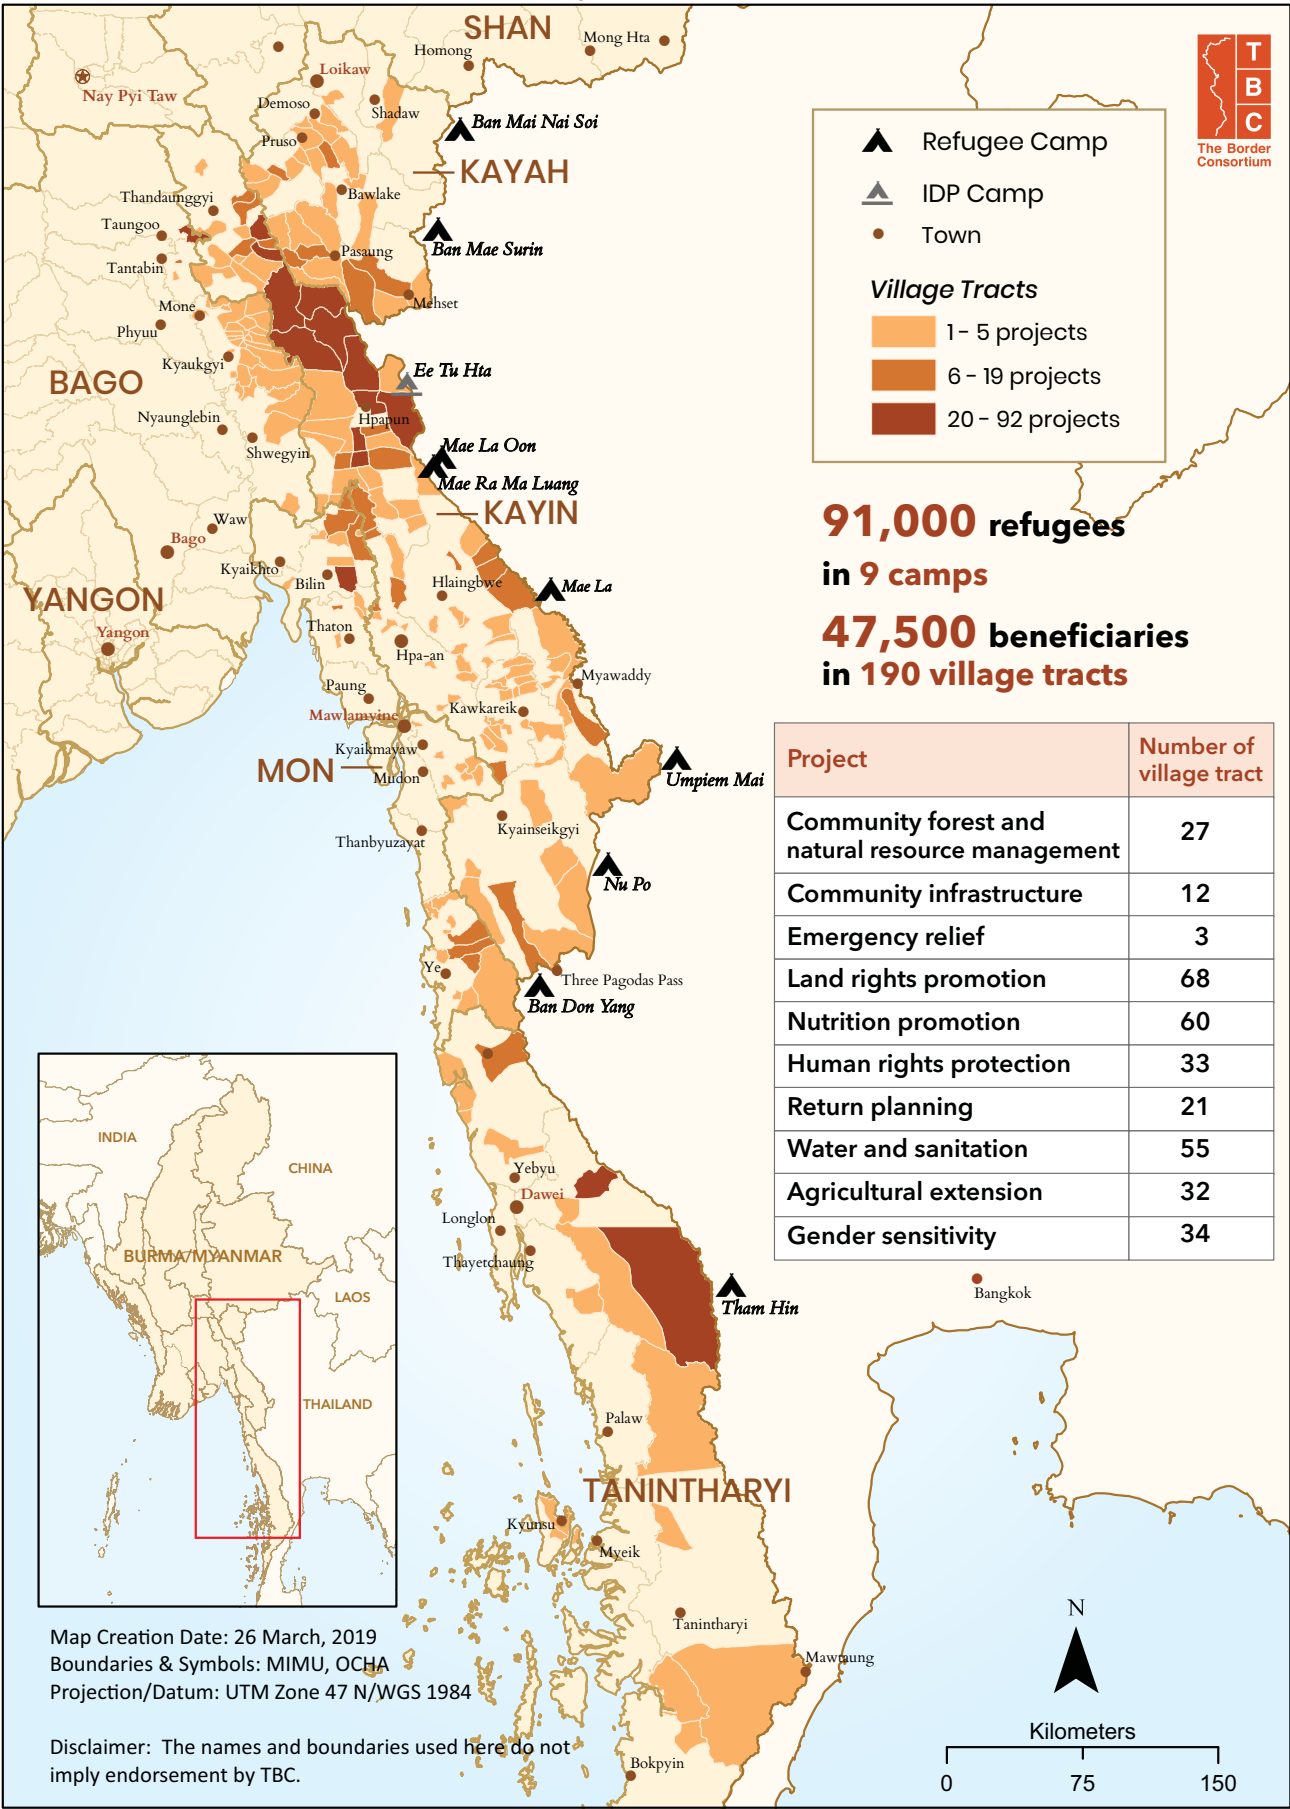 SHAN
Homong
Mong Hta
Loikaw
Nay Pyi Taw
Demoso
Shadaw
Ban Mai Nai Soi
Pruso
KAYAH
Thandaunggyi
Bawlake
Taungoo
Ban Mae Surin
Pasaung
Tantabin
Mehset
Mone
Phyuu
Kyaukgyi
Ee Tu Hta
BAGO
Nyaunglebin
Hpapun
Shwegyin
Mae La Oon
Mae Ra Ma Luang
KAYIN
Waw
Bago
Kyaikhto
Bilin
Hlaingbwe
Mae La
YANGON
Yangon
Thaton
Hpa-an
Myawaddy
Paung
Kawkareik
Mawlamyine
Kyaikmayaw
MON
Mudon
Umpiem Mai
Kyainseikgyi
Thanbyuzayat
Nu Po
Ye
Three Pagodas Pass
Ban Don Yang
Yebyu
Dawei
Longlon
Thayetchaung
Tham Hin
Bangkok
Palaw
TANINTHARYI
Kyunsu
Myeik
Tanintharyi
Mawtaung
Bokpyin
T
B
C
The Border
Consortium
Refugee Camp
IDP Camp
Town
Village Tracts
1 - 5 projects
6 - 19 projects
20 - 92 projects
91,000 refugees
in 9 camps
47,500 beneficiaries
in 190 village tracts
Project
Number of
village tract
Community forest and
natural resource management 27
Community infrastructure 12
Emergency relief 3
Land rights promotion 68
Nutrition promotion 60
Human rights protection 33
Return planning 21
Water and sanitation 55
Agricultural extension 32
Gender sensitivity 34
INDIA
CHINA
BURMA/MYANMAR
LAOS
THAILAND
Map Creation Date: 26 March, 2019
Boundaries & Symbols: MIMU, OCHA
Projection/Datum: UTM Zone 47 N/WGS 1984
Disclaimer: The names and boundaries used here do not
imply endorsement by TBC.
N
Kilometers
0 75 150